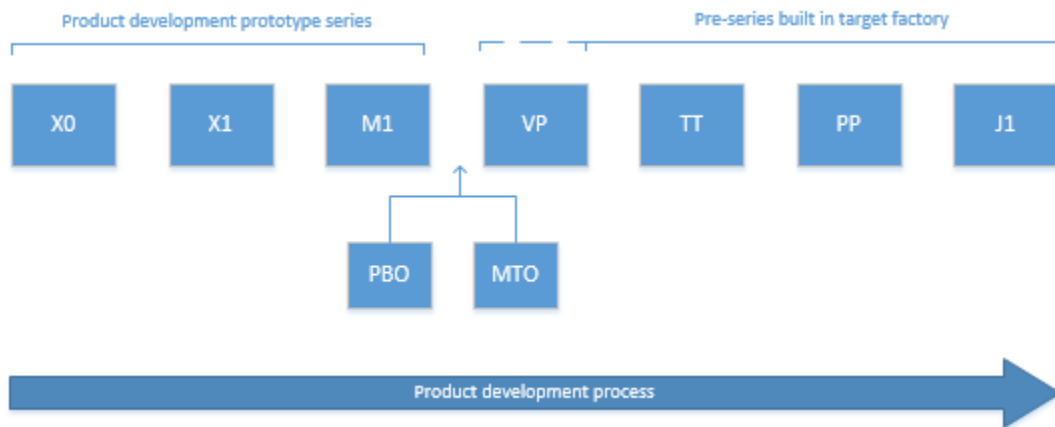 Product development prototype series
Pre-series built in target factory
X0
X1
M1
VP
TT
PP
J1
PBO
MTO
Product development process